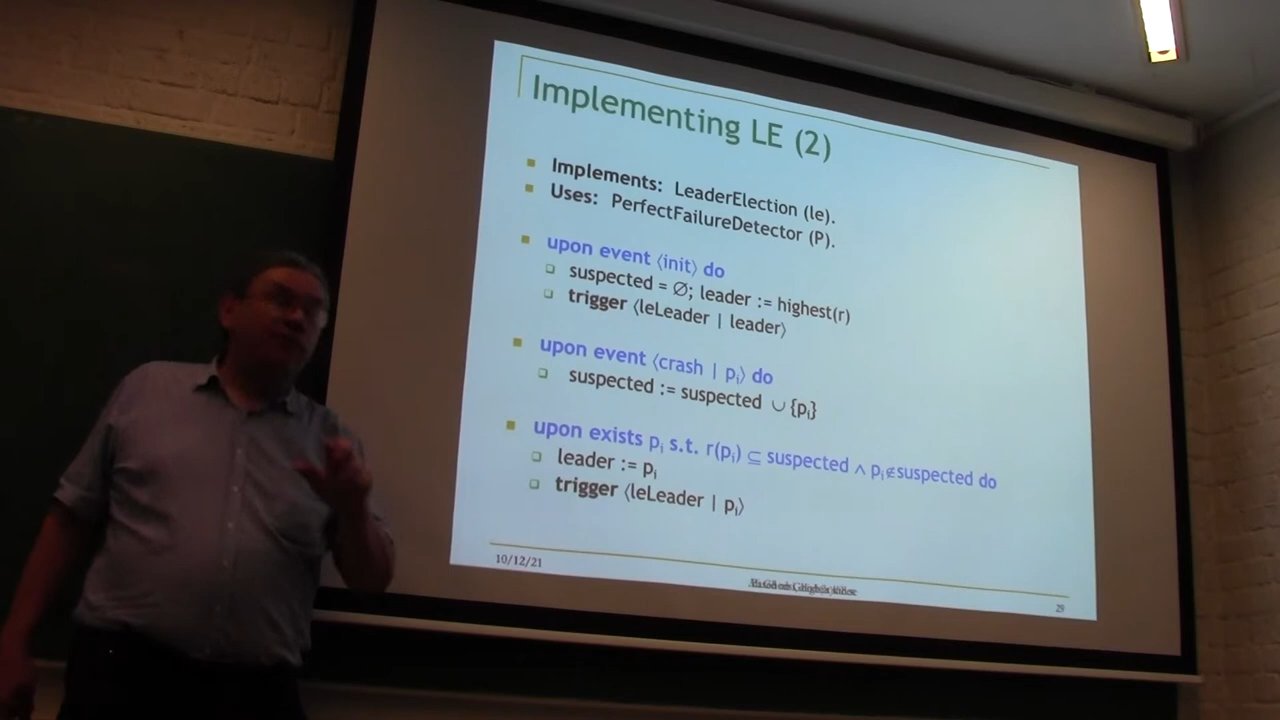 Implementing LE (2)
Implements: LeaderElection (le).
Uses: PerfectFailureDetector (P).
upon event ⟨init⟩ do
suspected = ∅; leader := highest(r)
trigger ⟨leLeader | leader⟩
upon event ⟨crash | pᵢ⟩ do
suspected := suspected ∪ {pᵢ}
upon exists pᵢ s.t. r(pᵢ) ⊆ suspected ∧ pᵢ∉suspected do
leader := pᵢ
trigger ⟨leLeader | pᵢ⟩
10/12/21
29